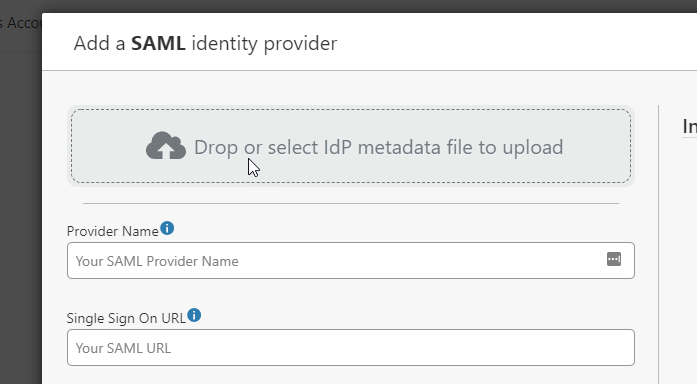 s Accou
Add a SAML identity provider
Drop or select IdP metadata file to upload
In
Provider Name
Your SAML Provider Name
Single Sign On URL
Your SAML URL